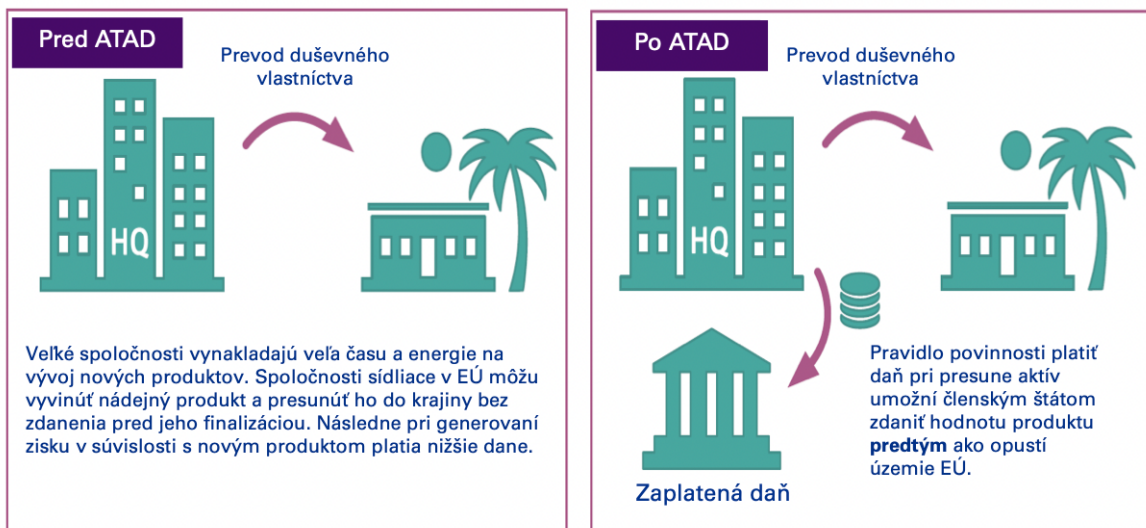 Pred ATAD
Prevod duševného
vlastníctva
HQ
Veľké spoločnosti vynakladajú veľa času a energie na
vývoj nových produktov. Spoločnosti sídliace v EÚ môžu
vyvinúť nádejný produkt a presunúť ho do krajiny bez
zdanenia pred jeho finalizáciou. Následne pri generovaní
zisku v súvislosti s novým produktom platia nižšie dane.
Po ATAD
Prevod duševného
vlastníctva
HQ
Pravidlo povinnosti platiť
daň pri presune aktív
umožní členským štátom
zdaniť hodnotu produktu
predtým ako opustí
územie EÚ.
Zaplatená daň